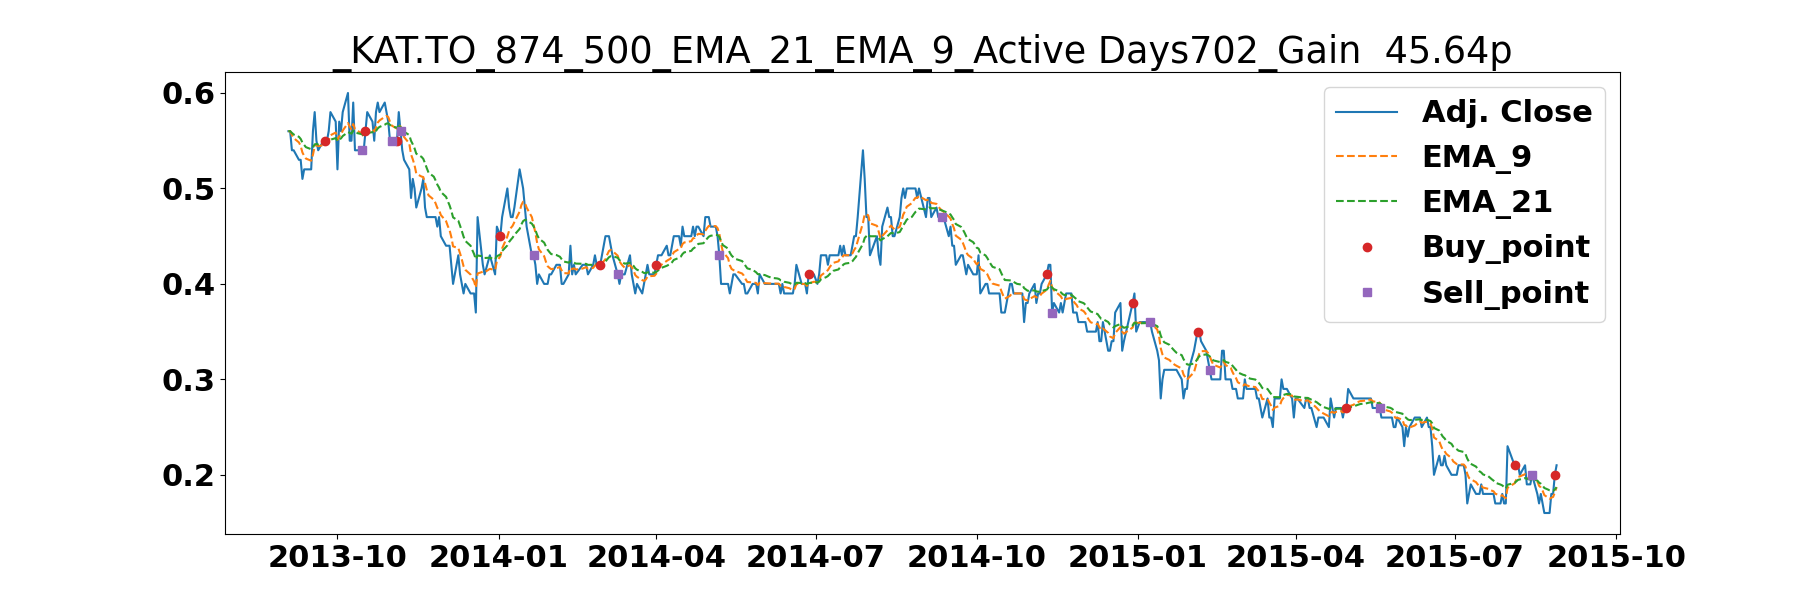 _KAT.TO_874_500_EMA_21_EMA_9_Active Days702_Gain  45.64p
0.6
0.5
0.4
0.3
0.2
Adj. Close
EMA_9
EMA_21
Buy_point
Sell_point
2013-10 2014-01 2014-04 2014-07 2014-10 2015-01 2015-04 2015-07 2015-10